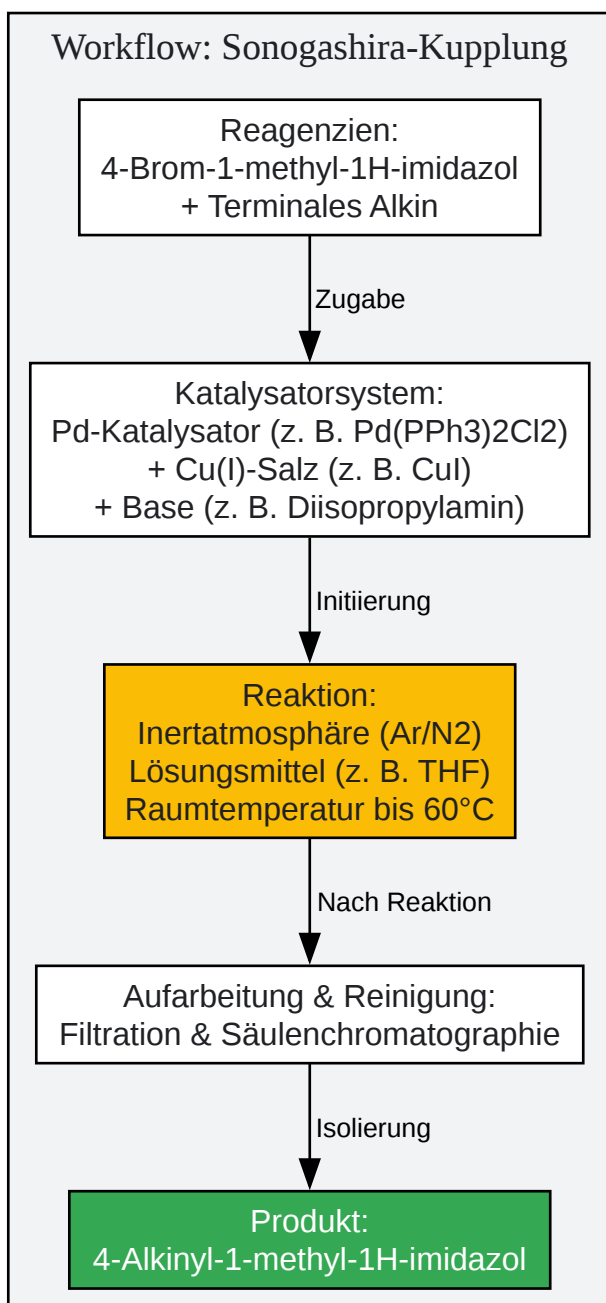 Workflow: Sonogashira-Kupplung
Reagenzien:
4-Brom-1-methyl-1H-imidazol
+ Terminales Alkin
Zugabe
Katalysatorsystem:
Pd-Katalysator (z. B. Pd(PPh3)2Cl2)
+ Cu(I)-Salz (z. B. CuI)
+ Base (z. B. Diisopropylamin)
Initiierung
Reaktion:
Inertatmosphäre (Ar/N2)
Lösungsmittel (z. B. THF)
Raumtemperatur bis 60°C
Nach Reaktion
Aufarbeitung & Reinigung:
Filtration & Säulenchromatographie
Isolierung
Produkt:
4-Alkinyl-1-methyl-1H-imidazol